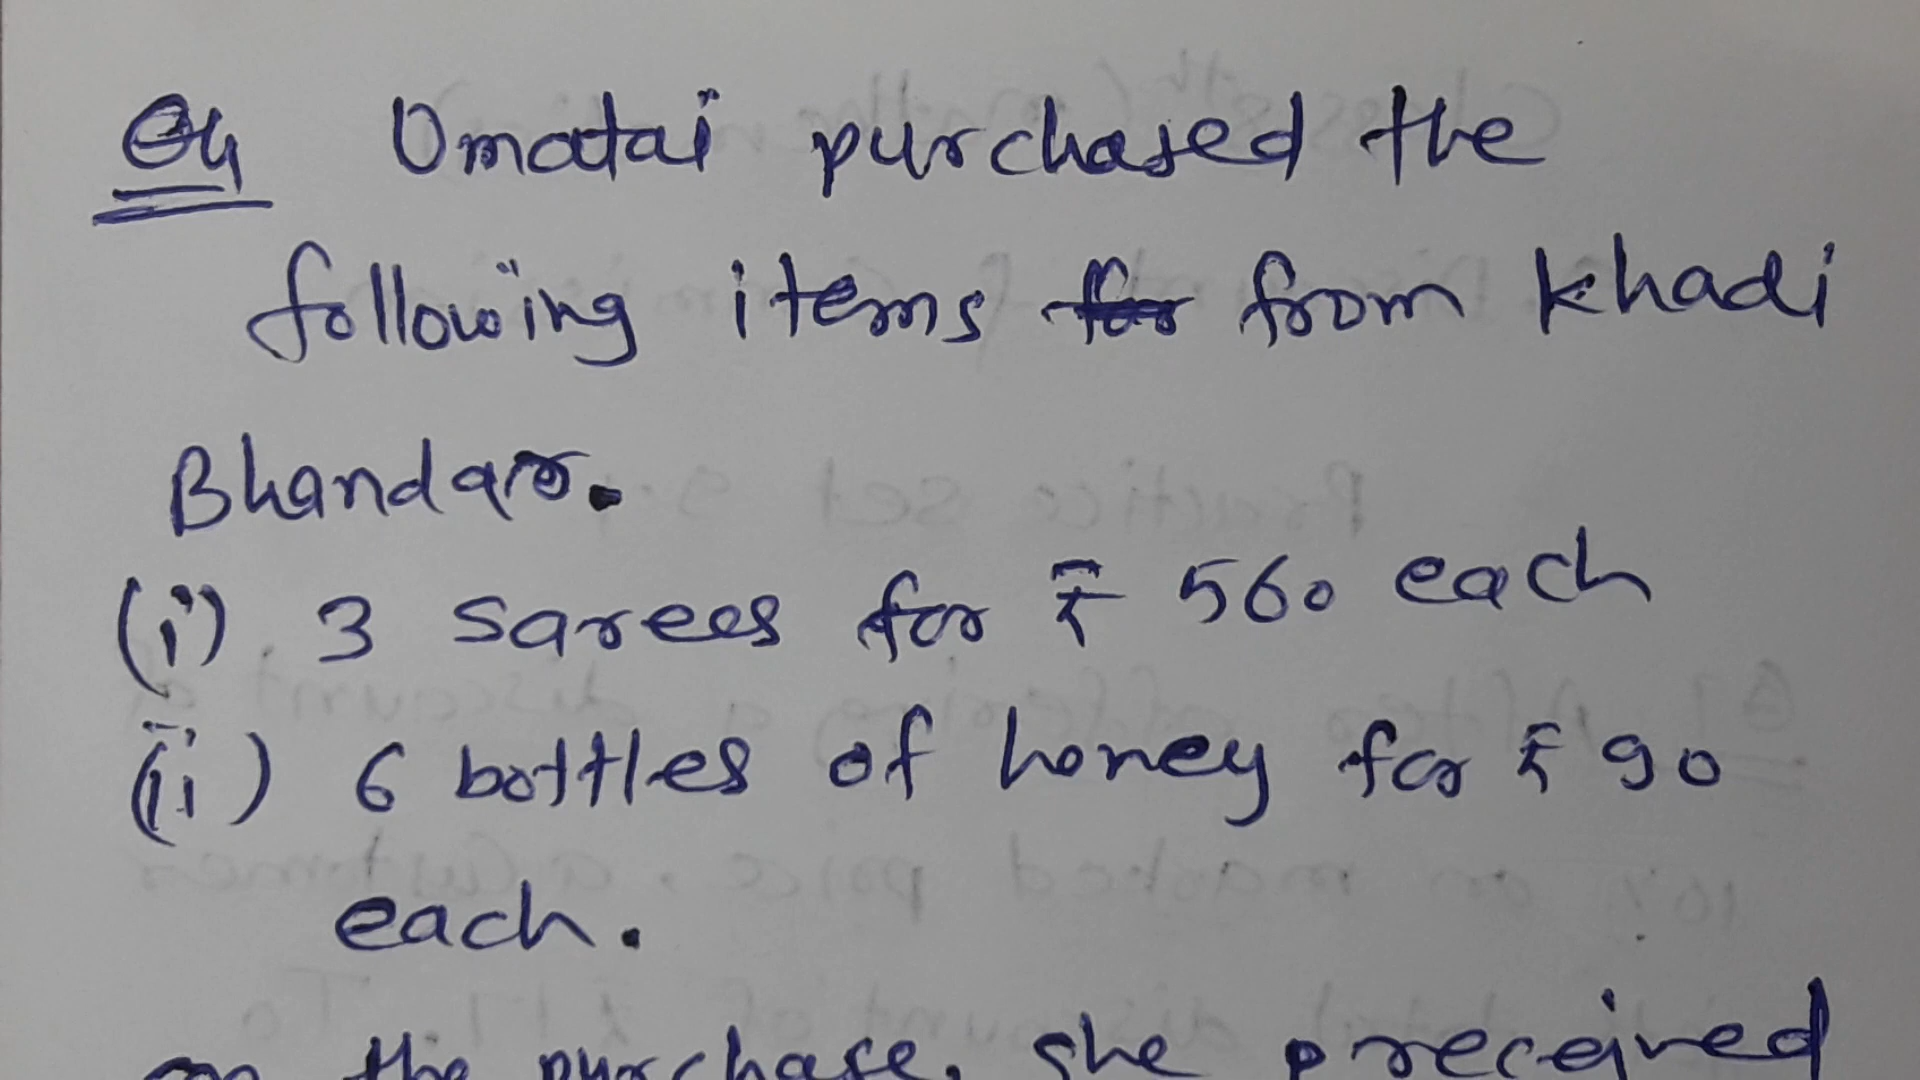 Q4 Umatai purchased the
following items from khadi
Bhandar.
(i) 3 sarees for ₹ 560 each
(ii) 6 bottles of honey for ₹ 90
each.
on the purchase, she received